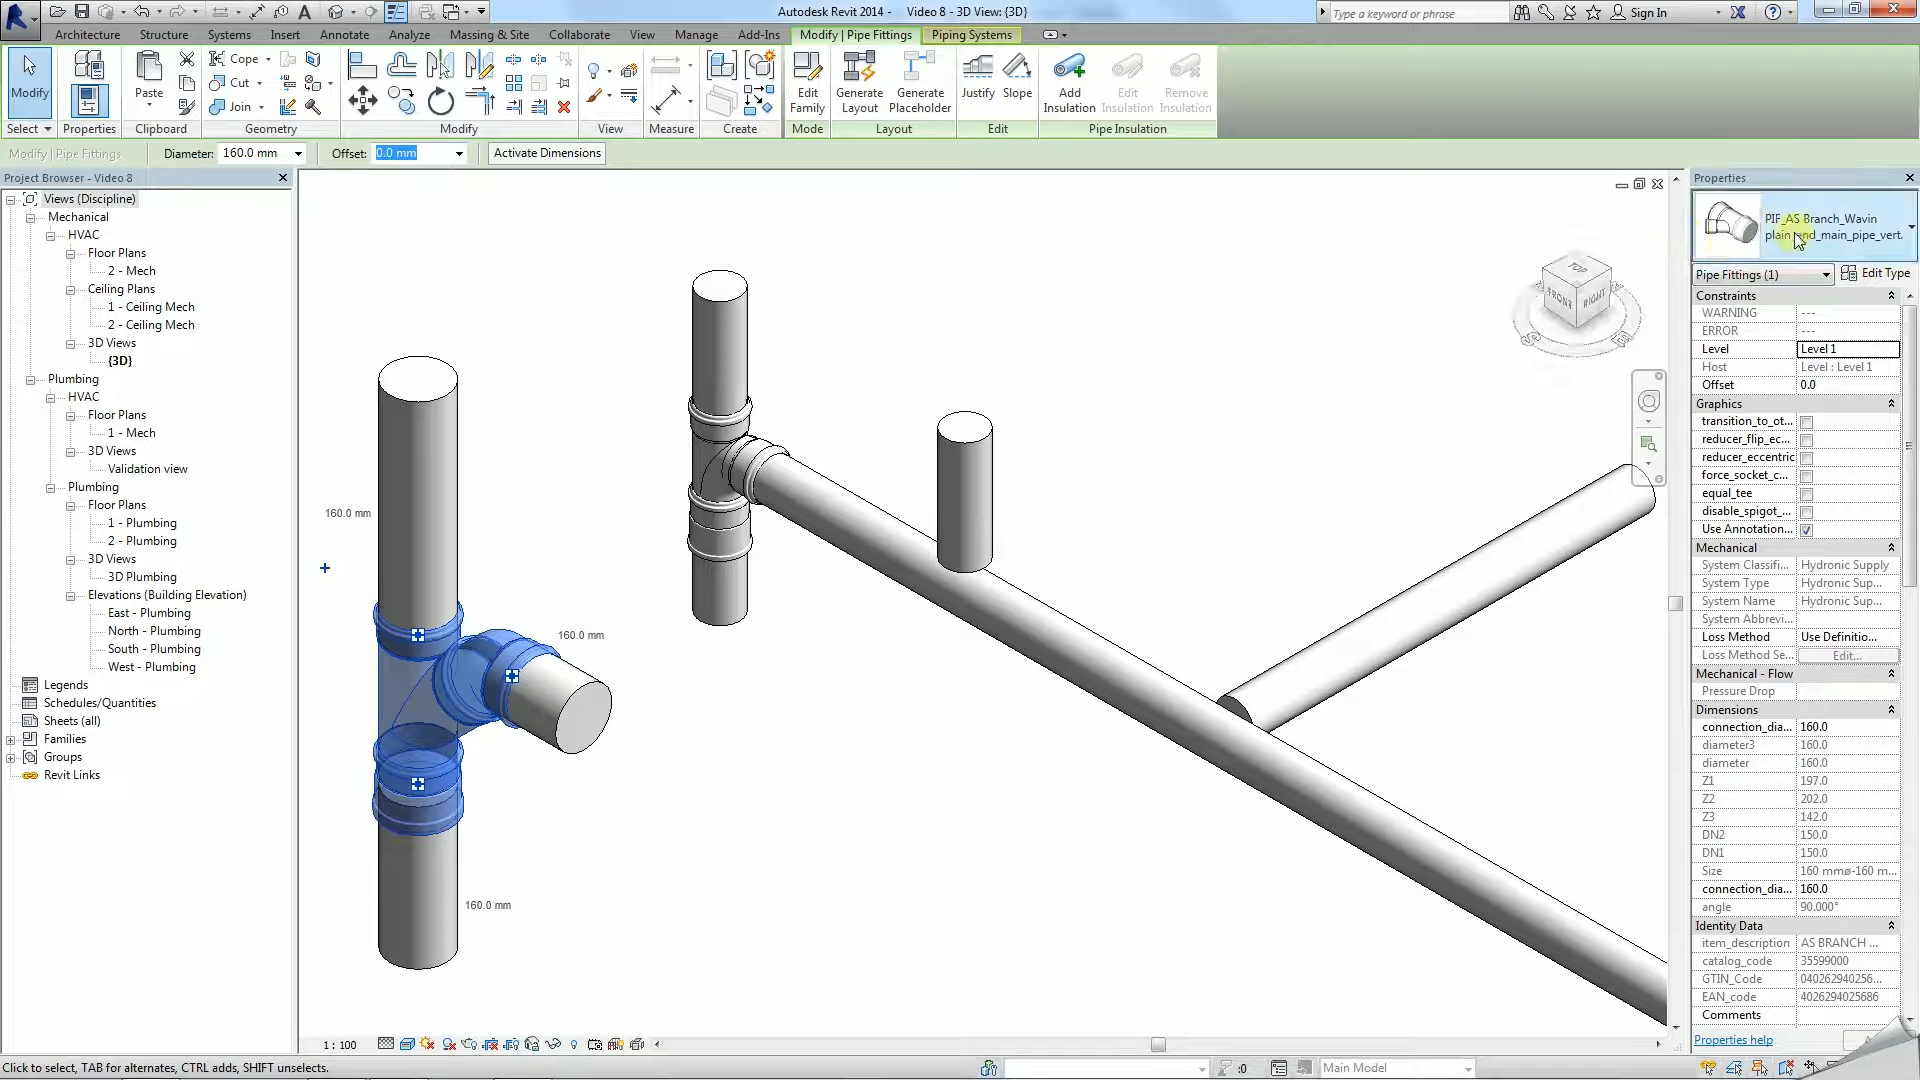 Autodesk Revit 2014 - Video 8 - 3D View: {3D}
Type a keyword or phrase
Sign In
Architecture Structure Systems Insert Annotate Analyze Massing & Site Collaborate View Manage Add-Ins Modify | Pipe Fittings Piping Systems
Modify
Paste
Cope
Cut
Join
Edit Family
Generate Layout
Generate Placeholder
Justify
Slope
Add Insulation
Edit Insulation
Remove Insulation
Select Properties Clipboard Geometry Modify View Measure Create Mode Layout Edit Pipe Insulation
Modify | Pipe Fittings Diameter: 160.0 mm Offset: 0.0 mm Activate Dimensions
Project Browser - Video 8
Views (Discipline)
Mechanical
HVAC
Floor Plans
2 - Mech
Ceiling Plans
1 - Ceiling Mech
2 - Ceiling Mech
3D Views
{3D}
Plumbing
HVAC
Floor Plans
1 - Mech
3D Views
Validation view
Plumbing
Floor Plans
1 - Plumbing
2 - Plumbing
3D Views
3D Plumbing
Elevations (Building Elevation)
East - Plumbing
North - Plumbing
South - Plumbing
West - Plumbing
Legends
Schedules/Quantities
Sheets (all)
Families
Groups
Revit Links
160.0 mm
160.0 mm
160.0 mm
TOP
FRONT
RIGHT
Properties
PIF_AS Branch_Wavin
plain_end_main_pipe_vert.
Pipe Fittings (1) Edit Type
Constraints
WARNING ---
ERROR ---
Level Level 1
Host Level : Level 1
Offset 0.0
Graphics
transition_to_ot...
reducer_flip_ec...
reducer_eccentric
force_socket_c...
equal_tee
disable_spigot_...
Use Annotation...
Mechanical
System Classifi... Hydronic Supply
System Type Hydronic Sup...
System Name Hydronic Sup...
System Abbrevi...
Loss Method Use Definitio...
Loss Method Se... Edit...
Mechanical - Flow
Pressure Drop
Dimensions
connection_dia... 160.0
diameter3 160.0
diameter 160.0
Z1 197.0
Z2 202.0
Z3 142.0
DN2 150.0
DN1 150.0
Size 160 mmø-160 m...
connection_dia... 160.0
angle 90.000°
Identity Data
item_description AS BRANCH ...
catalog_code 35599000
GTIN_Code 040262940256...
EAN_code 4026294025686
Comments
Properties help
1 : 100
Click to select, TAB for alternates, CTRL adds, SHIFT unselects.
:0
Main Model